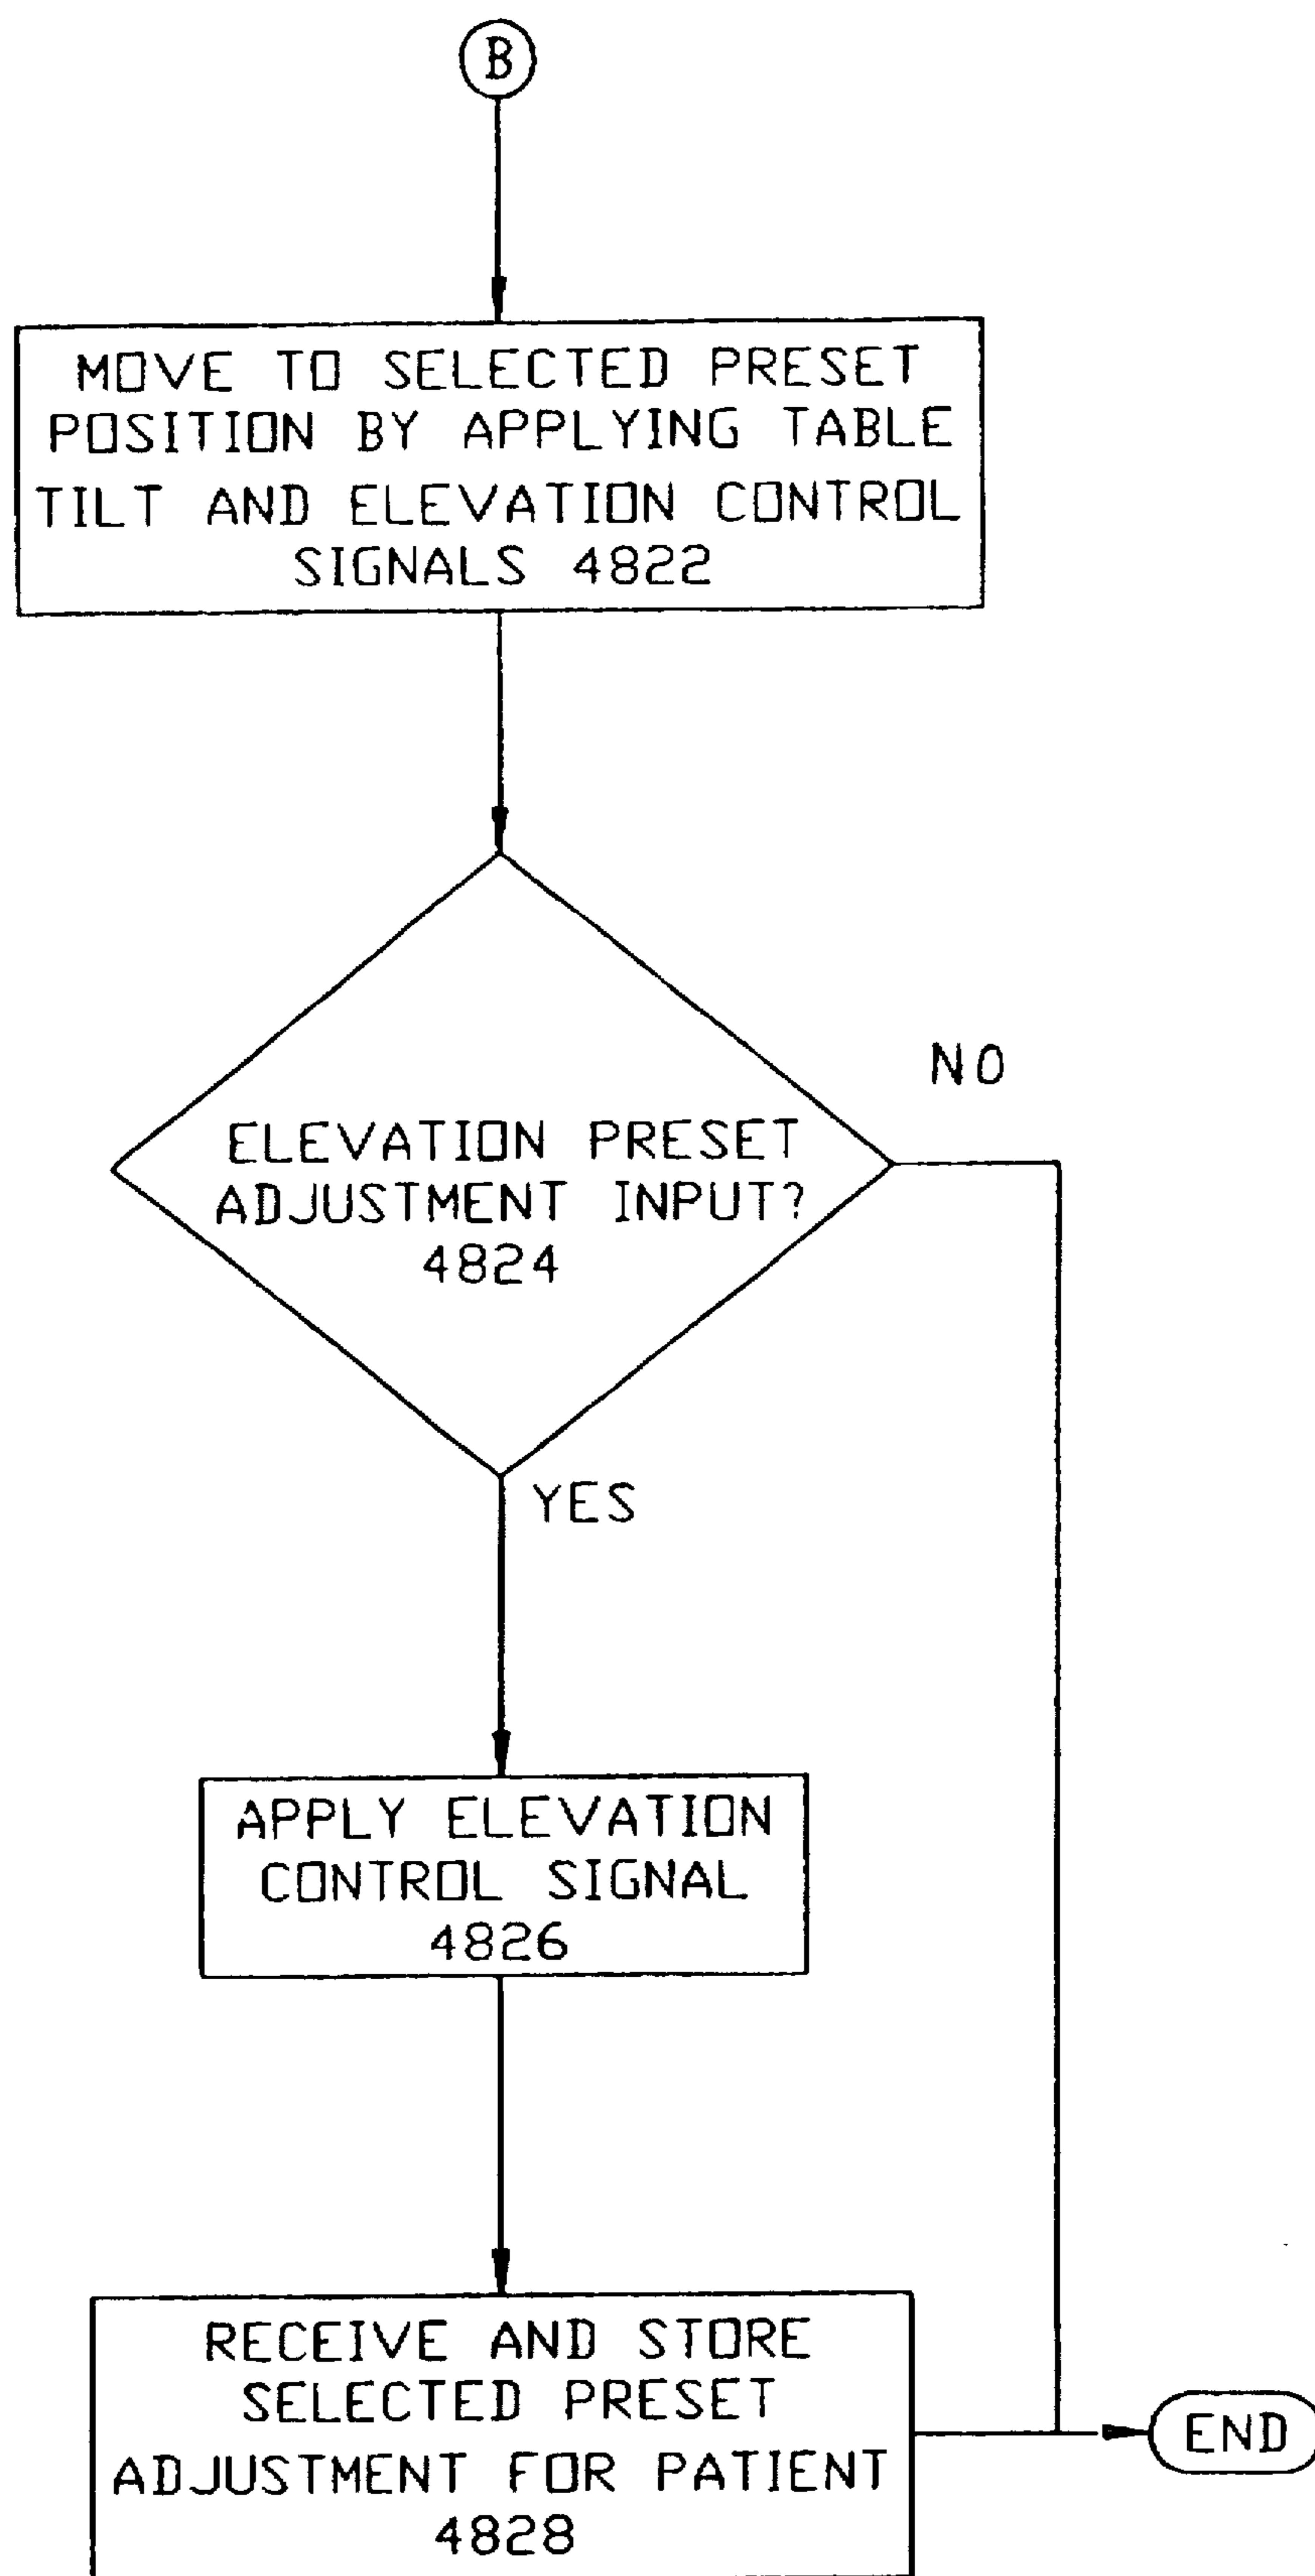 B
MOVE TO SELECTED PRESET
POSITION BY APPLYING TABLE
TILT AND ELEVATION CONTROL
SIGNALS 4822
NO
ELEVATION PRESET
ADJUSTMENT INPUT?
4824
YES
APPLY ELEVATION
CONTROL SIGNAL
4826
RECEIVE AND STORE
SELECTED PRESET
ADJUSTMENT FOR PATIENT
4828
END